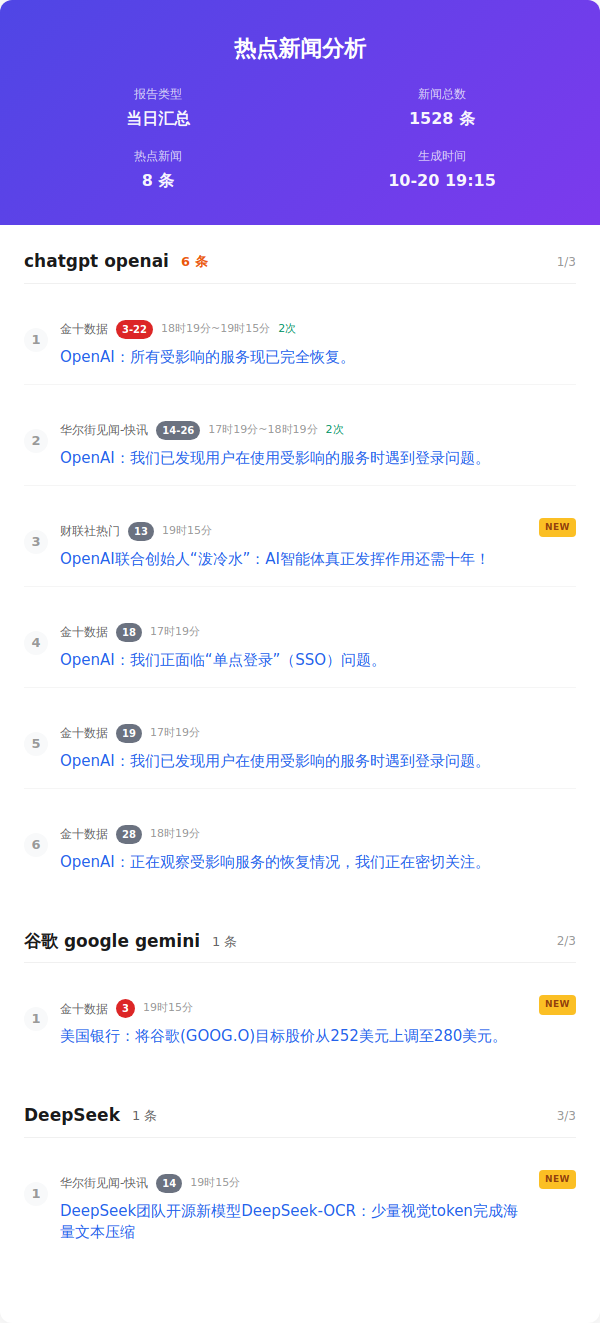 热点新闻分析
报告类型
新闻总数
当日汇总
1528 条
热点新闻
生成时间
8 条
10-20 19:15
chatgpt openai 6 条 1/3
金十数据 3-22 18时19分~19时15分 2次
1
OpenAI：所有受影响的服务现已完全恢复。
华尔街见闻-快讯 14-26 17时19分~18时19分 2次
2
OpenAI：我们已发现用户在使用受影响的服务时遇到登录问题。
财联社热门 13 19时15分 NEW
3
OpenAI联合创始人“泼冷水”：AI智能体真正发挥作用还需十年！
金十数据 18 17时19分
4
OpenAI：我们正面临“单点登录”（SSO）问题。
金十数据 19 17时19分
5
OpenAI：我们已发现用户在使用受影响的服务时遇到登录问题。
金十数据 28 18时19分
6
OpenAI：正在观察受影响服务的恢复情况，我们正在密切关注。
谷歌 google gemini 1 条 2/3
金十数据 3 19时15分 NEW
1
美国银行：将谷歌(GOOG.O)目标股价从252美元上调至280美元。
DeepSeek 1 条 3/3
华尔街见闻-快讯 14 19时15分 NEW
1
DeepSeek团队开源新模型DeepSeek-OCR：少量视觉token完成海
量文本压缩